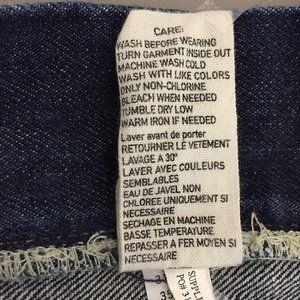 CARE:
WASH BEFORE WEARING
TURN GARMENT INSIDE OUT
MACHINE WASH COLD
WASH WITH LIKE COLORS
ONLY NON-CHLORINE
BLEACH WHEN NEEDED
TUMBLE DRY LOW
WARM IRON IF NEEDED
Laver avant de porter
RETOURNER LE VETEMENT
LAVAGE A 30°
LAVER AVEC COULEURS
SEMBLABLES
EAU DE JAVEL NON
CHLOREE UNIQUEMENT SI
NECESSAIRE
SECHAGE EN MACHINE
BASSE TEMPERATURE
REPASSER A FER MOYEN SI
NECESSAIRE
SUPPL
PO#